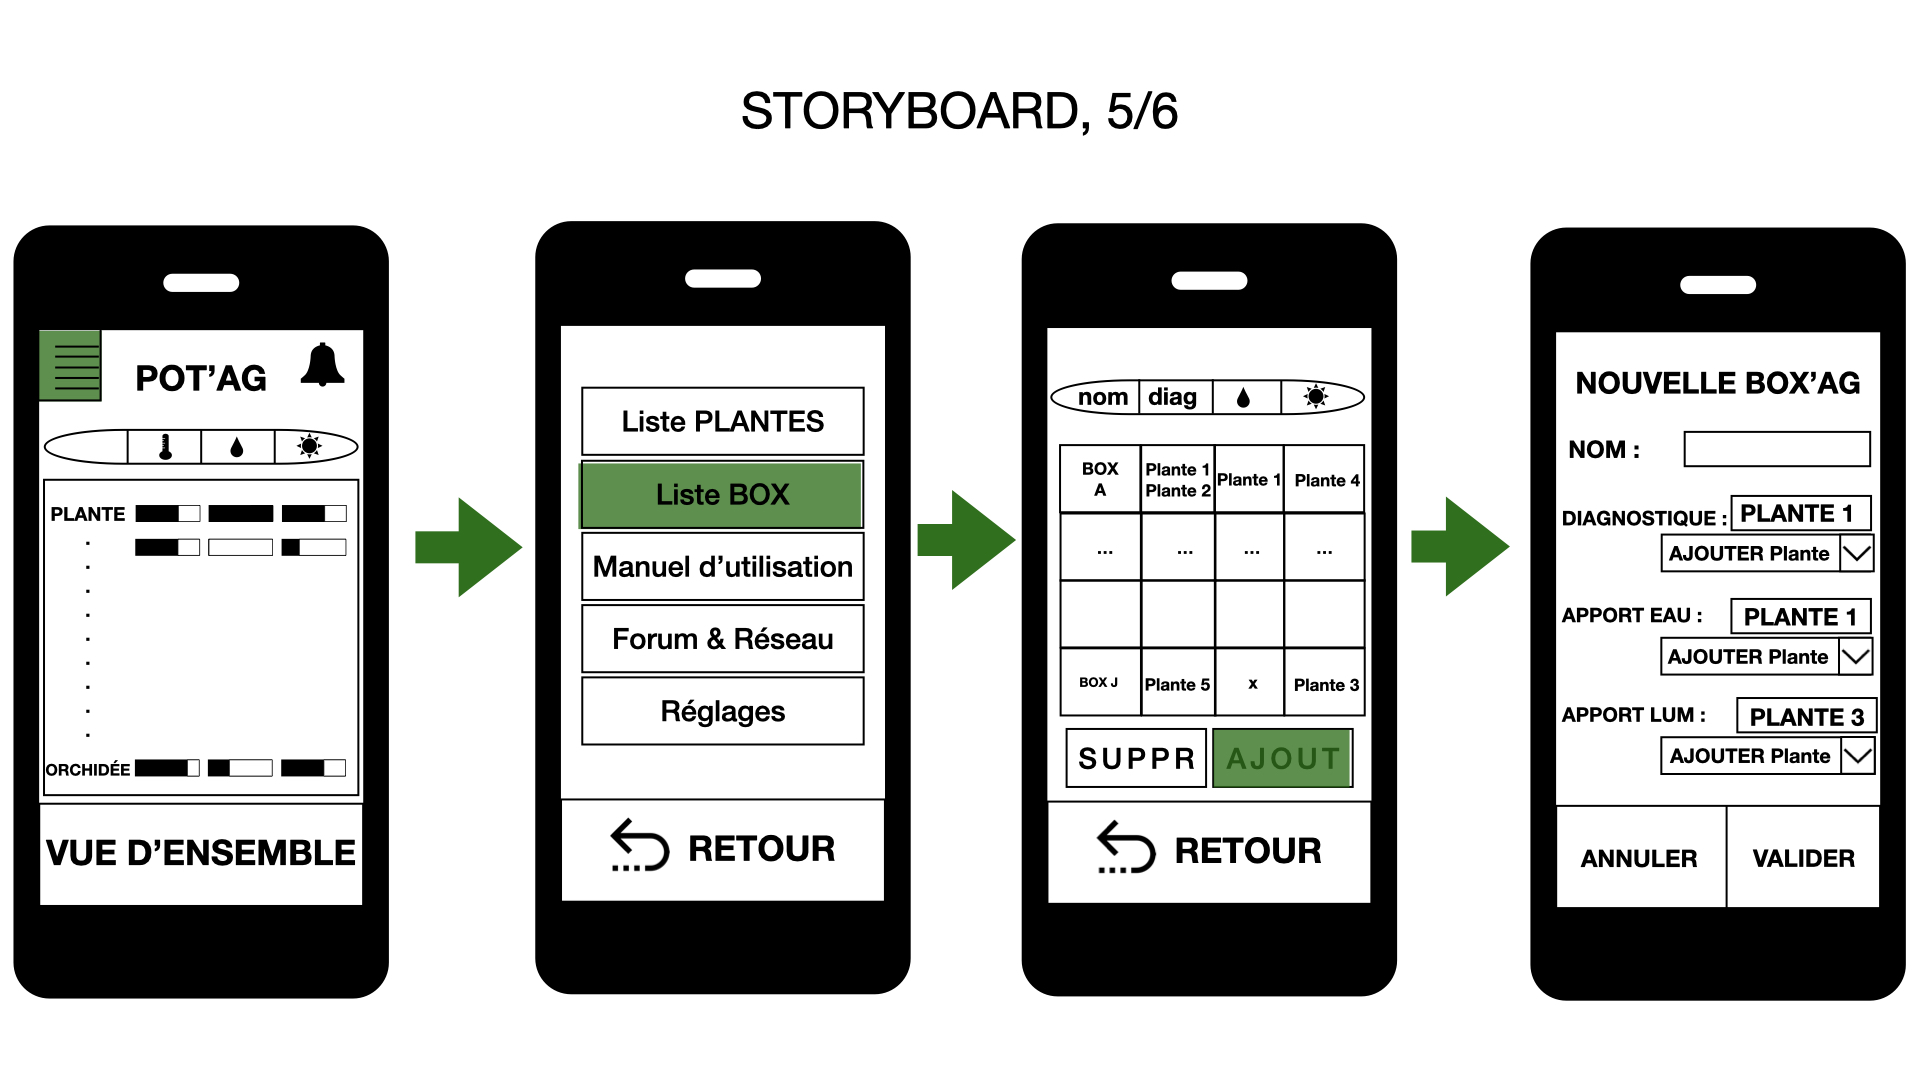 STORYBOARD, 5/6
POT’AG
PLANTE
ORCHIDÉE
VUE D’ENSEMBLE
Liste PLANTES
Liste BOX
Manuel d’utilisation
Forum & Réseau
Réglages
RETOUR
nom diag
BOX A Plante 1 Plante 2 Plante 1 Plante 4
... ... ... ...
BOX J Plante 5 x Plante 3
SUPPR AJOUT
RETOUR
NOUVELLE BOX’AG
NOM :
DIAGNOSTIQUE : PLANTE 1
AJOUTER Plante
APPORT EAU : PLANTE 1
AJOUTER Plante
APPORT LUM : PLANTE 3
AJOUTER Plante
ANNULER VALIDER